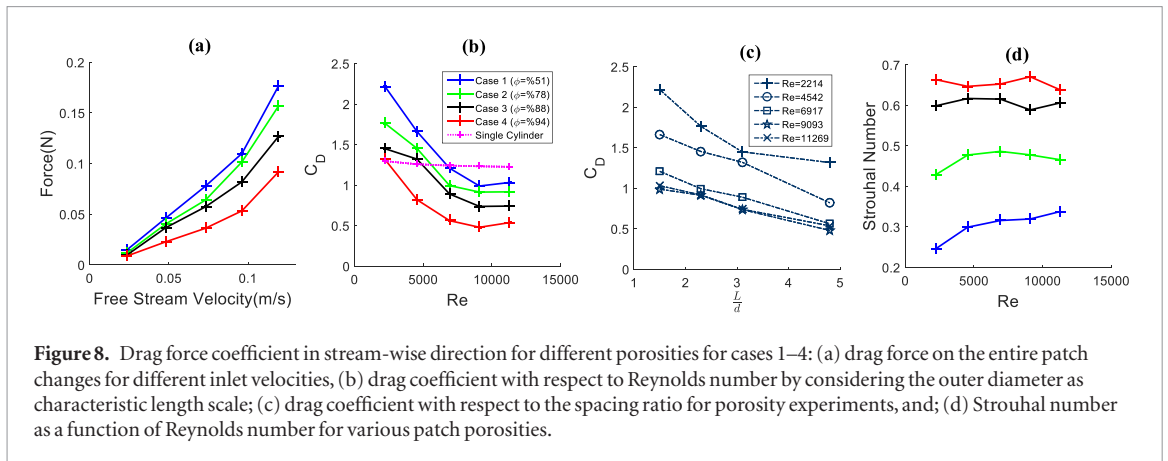 (a)
Force(N)
0.2
0.15
0.1
0.05
0
0
0.05
0.1
Free Stream Velocity(m/s)
(b)
C_D
2.5
2
1.5
1
0.5
0
0
5000
10000
15000
Re
Case 1 (ϕ=%51)
Case 2 (ϕ=%78)
Case 3 (ϕ=%88)
Case 4 (ϕ=%94)
Single Cylinder
(c)
C_D
2.5
2
1.5
1
0.5
0
1
2
3
4
5
L
d
Re=2214
Re=4542
Re=6917
Re=9093
Re=11269
(d)
Strouhal Number
0.7
0.6
0.5
0.4
0.3
0.2
0
5000
10000
15000
Re
Figure 8. Drag force coefficient in stream-wise direction for different porosities for cases 1–4: (a) drag force on the entire patch
changes for different inlet velocities, (b) drag coefficient with respect to Reynolds number by considering the outer diameter as
characteristic length scale; (c) drag coefficient with respect to the spacing ratio for porosity experiments, and; (d) Strouhal number
as a function of Reynolds number for various patch porosities.